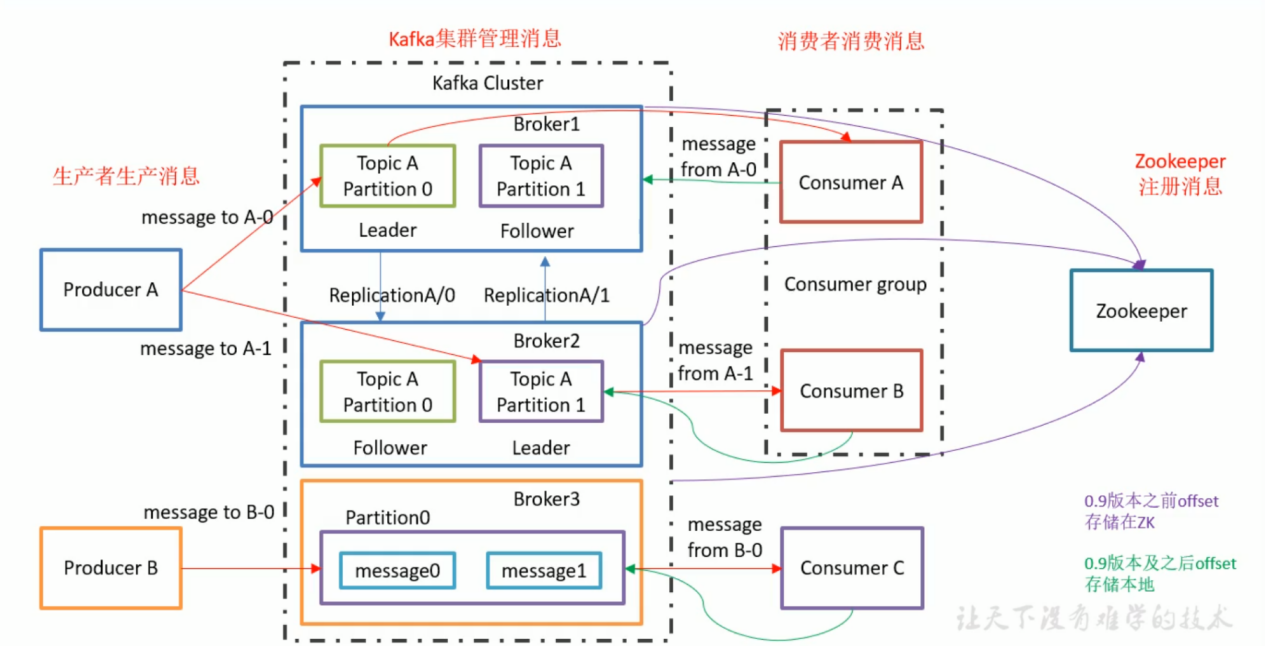 Kafka集群管理消息
消费者消费消息
Kafka Cluster
Broker1
Topic A
Partition 0
Topic A
Partition 1
Leader
Follower
生产者生产消息
message to A-0
Producer A
message to A-1
ReplicationA/0
ReplicationA/1
Broker2
Topic A
Partition 0
Topic A
Partition 1
Follower
Leader
message to B-0
Producer B
Broker3
Partition0
message0
message1
message
from A-0
Consumer A
Consumer group
message
from A-1
Consumer B
message
from B-0
Consumer C
Zookeeper
注册消息
Zookeeper
0.9版本之前offset
存储在ZK
0.9版本及之后offset
存储本地
让天下没有难学的技术